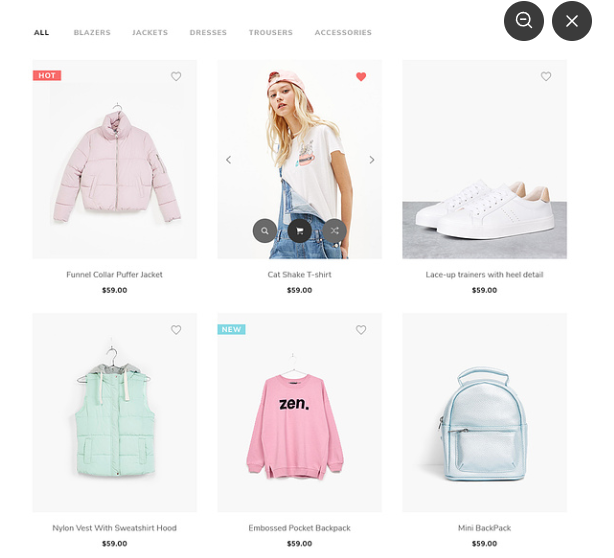 ALL BLAZERS JACKETS DRESSES TROUSERS ACCESSORIES
HOT
Funnel Collar Puffer Jacket Cat Shake T-shirt Lace-up trainers with heel detail
$59.00 $59.00 $59.00
NEW
zen.
Nylon Vest With Sweatshirt Hood Embossed Pocket Backpack Mini BackPack
$59.00 $59.00 $59.00